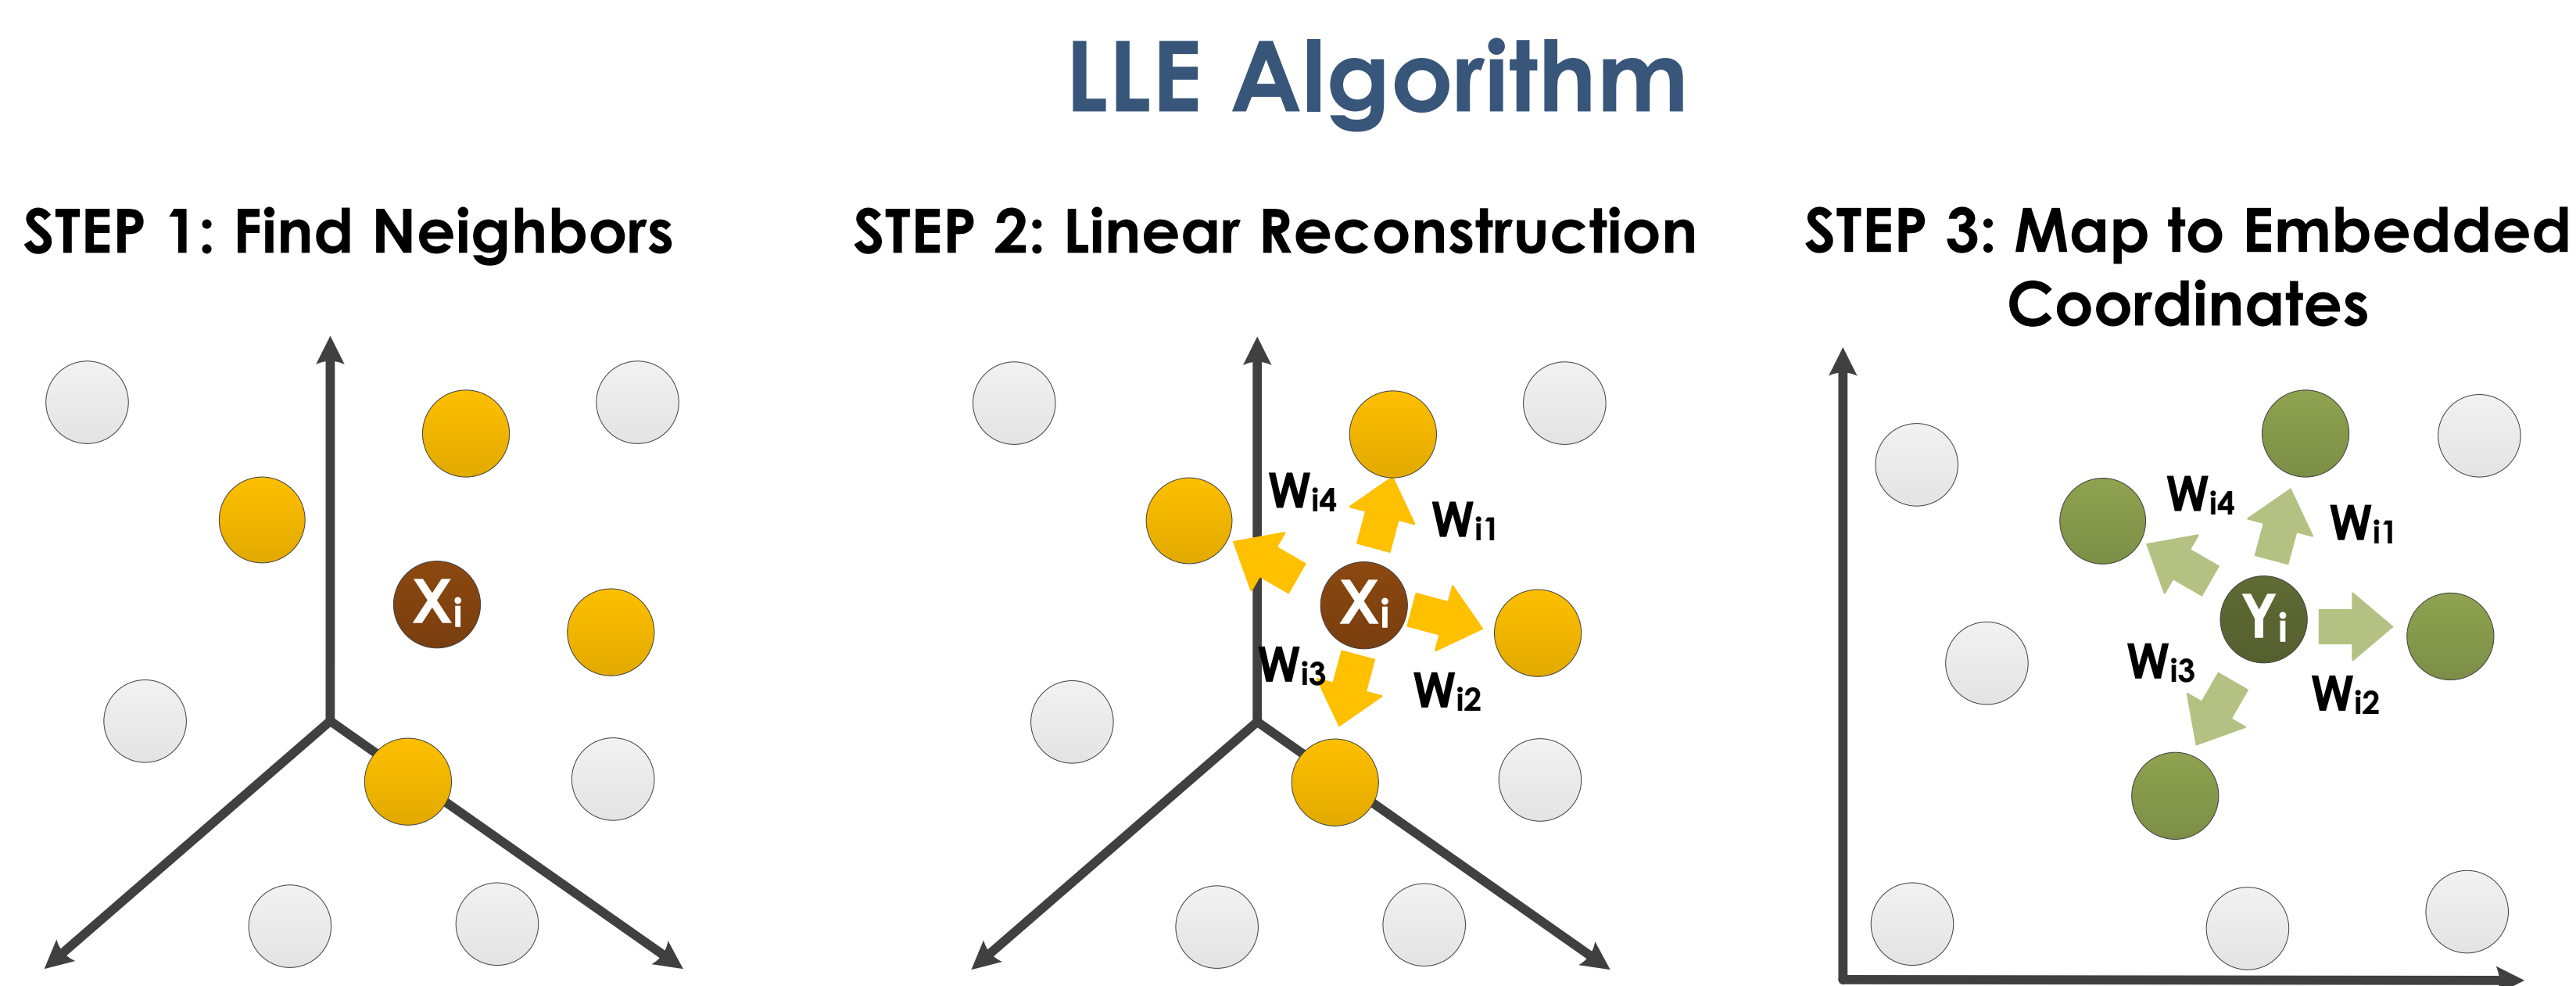 LLE Algorithm
STEP 1: Find Neighbors
STEP 2: Linear Reconstruction
STEP 3: Map to Embedded
Coordinates
Xi
Wi4
Wi1
Xi
Wi3
Wi2
Wi4
Wi1
Yi
Wi3
Wi2